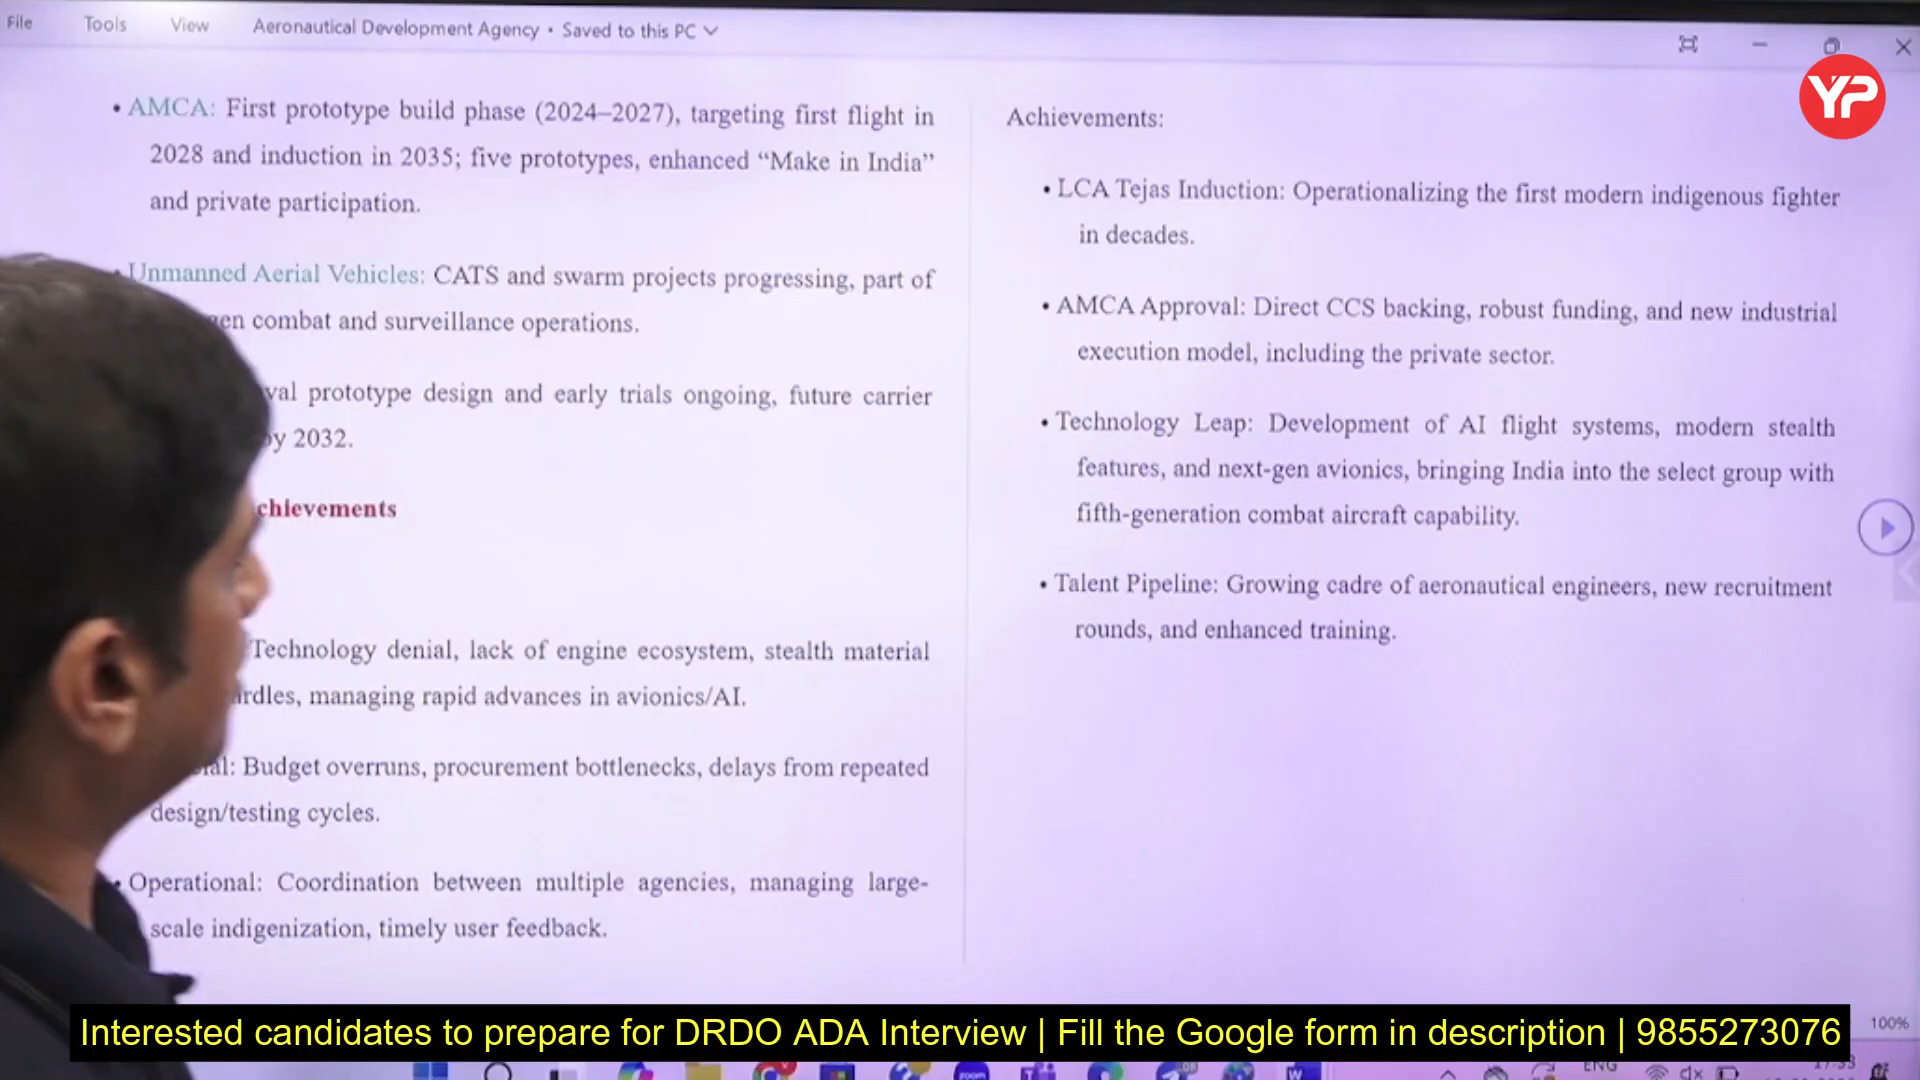 File Tools View Aeronautical Development Agency • Saved to this PC
YP
• AMCA: First prototype build phase (2024–2027), targeting first flight in
2028 and induction in 2035; five prototypes, enhanced “Make in India”
and private participation.
Unmanned Aerial Vehicles: CATS and swarm projects progressing, part of
combat and surveillance operations.
prototype design and early trials ongoing, future carrier
by 2032.
chievements
Technology denial, lack of engine ecosystem, stealth material
rdles, managing rapid advances in avionics/AI.
al: Budget overruns, procurement bottlenecks, delays from repeated
design/testing cycles.
• Operational: Coordination between multiple agencies, managing large-
scale indigenization, timely user feedback.
Achievements:
• LCA Tejas Induction: Operationalizing the first modern indigenous fighter
in decades.
• AMCA Approval: Direct CCS backing, robust funding, and new industrial
execution model, including the private sector.
• Technology Leap: Development of AI flight systems, modern stealth
features, and next-gen avionics, bringing India into the select group with
fifth-generation combat aircraft capability.
• Talent Pipeline: Growing cadre of aeronautical engineers, new recruitment
rounds, and enhanced training.
100%
Interested candidates to prepare for DRDO ADA Interview | Fill the Google form in description | 9855273076
zoom
ENG